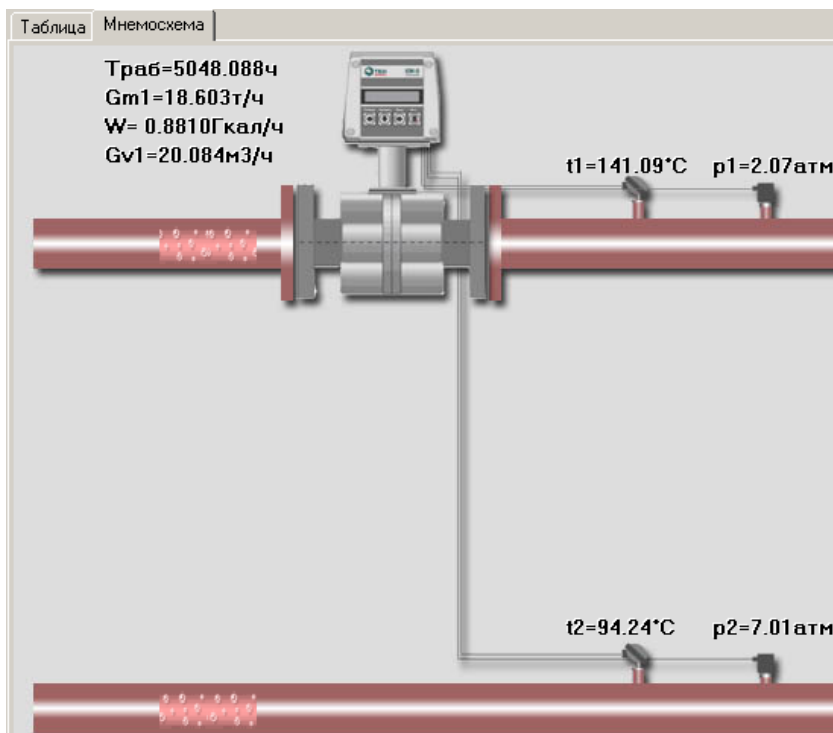 Таблица
Мнемосхема
Траб=5048.088ч
Gm1=18.603т/ч
W= 0.8810Гкал/ч
Gv1=20.084м3/ч
t1=141.09°C p1=2.07атм
t2=94.24°C p2=7.01атм